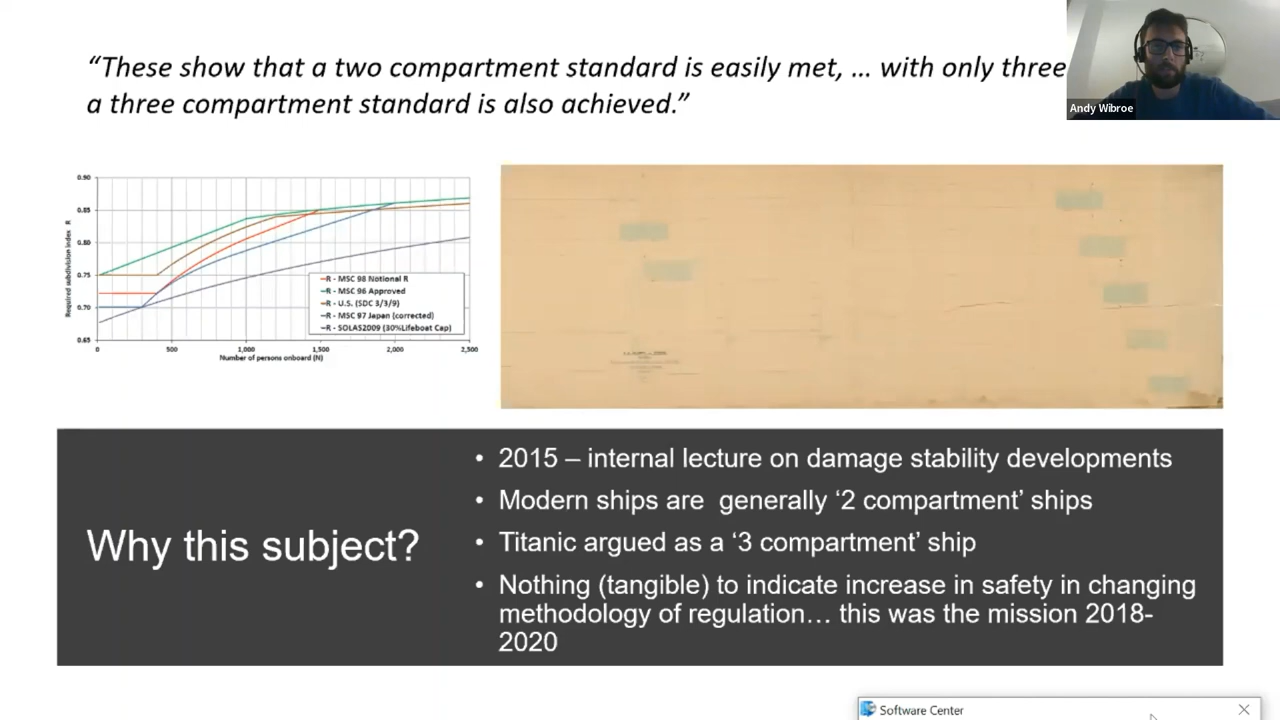 “These show that a two compartment standard is easily met, ... with only three
a three compartment standard is also achieved.”
Andy Wibroe
0.90
0.85
0.80
0.75
0.70
0.65
Required subdivision index R
R - MSC 98 Notional R
R - MSC 96 Approved
R - U.S. (SDC 3/3/9)
R - MSC 97 Japan (corrected)
R - SOLAS2009 (30%Lifeboat Cap)
0 500 1,000 1,500 2,000 2,500
Number of persons onboard (N)
Why this subject?
• 2015 – internal lecture on damage stability developments
• Modern ships are generally ‘2 compartment’ ships
• Titanic argued as a ‘3 compartment’ ship
• Nothing (tangible) to indicate increase in safety in changing
methodology of regulation... this was the mission 2018-
2020
Software Center